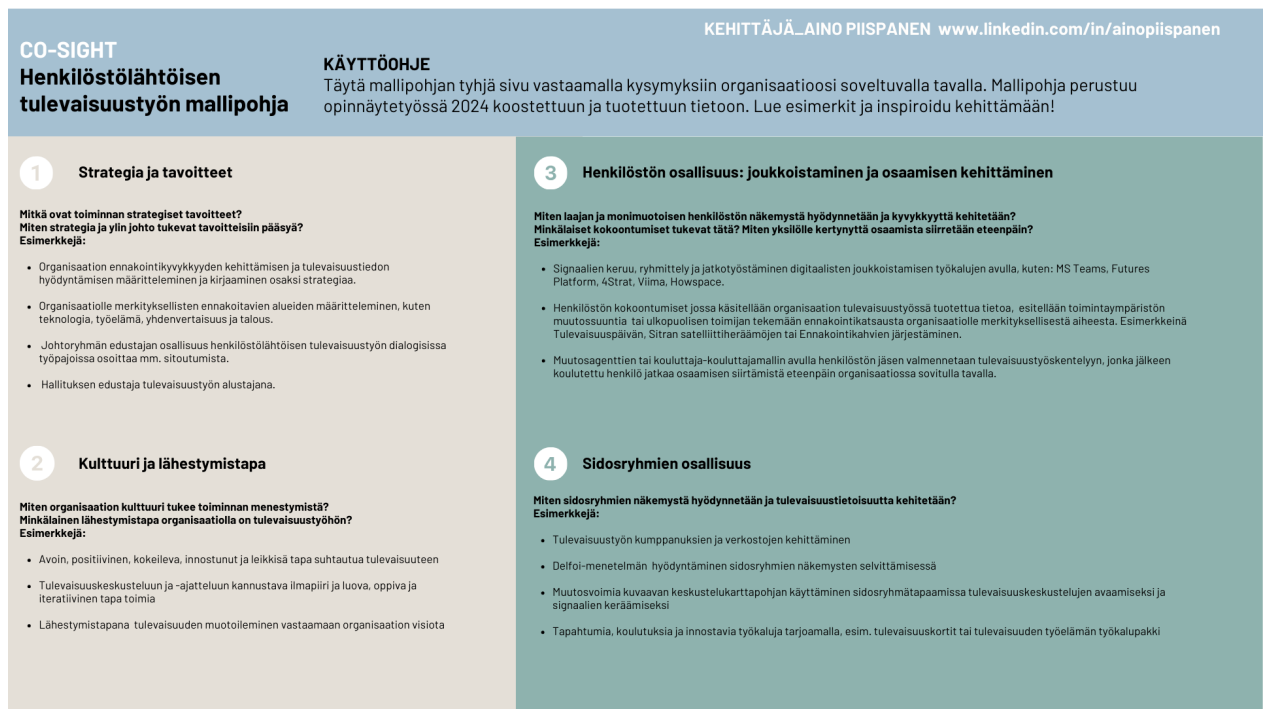 KEHITTÄJÄ_AINO PIISPANEN www.linkedin.com/in/ainopiispanen
CO-SIGHT
Henkilöstölähtöisen
tulevaisuustyön mallipohja
KÄYTTÖOHJE
Täytä mallipohjan tyhjä sivu vastaamalla kysymyksiin organisaatioosi soveltuvalla tavalla. Mallipohja perustuu
opinnäytetyössä 2024 koostettuun ja tuotettuun tietoon. Lue esimerkit ja inspiroidu kehittämään!
1 Strategia ja tavoitteet
Mitkä ovat toiminnan strategiset tavoitteet?
Miten strategia ja ylin johto tukevat tavoitteisiin pääsyä?
Esimerkkejä:
• Organisaation ennakointikyvykkyyden kehittämisen ja tulevaisuustiedon
hyödyntämisen määritteleminen ja kirjaaminen osaksi strategiaa.
• Organisaatiolle merkityksellisten ennakoitavien alueiden määritteleminen, kuten
teknologia, työelämä, yhdenvertaisuus ja talous.
• Johtoryhmän edustajan osallisuus henkilöstölähtöisen tulevaisuustyön dialogisissa
työpajoissa osoittaa mm. sitoutumista.
• Hallituksen edustaja tulevaisuustyön alustajana.
2 Kulttuuri ja lähestymistapa
Miten organisaation kulttuuri tukee toiminnan menestymistä?
Minkälainen lähestymistapa organisaatiolla on tulevaisuustyöhön?
Esimerkkejä:
• Avoin, positiivinen, kokeileva, innostunut ja leikkisä tapa suhtautua tulevaisuuteen
• Tulevaisuuskeskusteluun ja -ajatteluun kannustava ilmapiiri ja luova, oppiva ja
iteratiivinen tapa toimia
• Lähestymistapana tulevaisuuden muotoileminen vastaamaan organisaation visiota
3 Henkilöstön osallisuus: joukkoistaminen ja osaamisen kehittäminen
Miten laajan ja monimuotoisen henkilöstön näkemystä hyödynnetään ja kyvykkyyttä kehitetään?
Minkälaiset kokoontumiset tukevat tätä? Miten yksilölle kertynyttä osaamista siirretään eteenpäin?
Esimerkkejä:
• Signaalien keruu, ryhmittely ja jatkotyöstäminen digitaalisten joukkoistamisen työkalujen avulla, kuten: MS Teams, Futures
Platform, 4Strat, Viima, Howspace.
• Henkilöstön kokoontumiset jossa käsitellään organisaation tulevaisuustyössä tuotettua tietoa, esitellään toimintaympäristön
muutossuuntia tai ulkopuolisen toimijan tekemään ennakointikatsausta organisaatiolle merkityksellisestä aiheesta. Esimerkkeinä
Tulevaisuuspäivän, Sitran satelliittiheräämöjen tai Ennakointikahvien järjestäminen.
• Muutosagenttien tai kouluttaja-kouluttajamallin avulla henkilöstön jäsen valmennetaan tulevaisuustyöskentelyyn, jonka jälkeen
koulutettu henkilö jatkaa osaamisen siirtämistä eteenpäin organisaatiossa sovitulla tavalla.
4 Sidosryhmien osallisuus
Miten sidosryhmien näkemystä hyödynnetään ja tulevaisuustietoisuutta kehitetään?
Esimerkkejä:
• Tulevaisuustyön kumppanuksien ja verkostojen kehittäminen
• Delfoi-menetelmän hyödyntäminen sidosryhmien näkemysten selvittämisessä
• Muutosvoimia kuvaavan keskustelukarttapohjan käyttäminen sidosryhmätapaamissa tulevaisuuskeskustelujen avaamiseksi ja
signaalien keräämiseksi
• Tapahtumia, koulutuksia ja innostavia työkaluja tarjoamalla, esim. tulevaisuuskortit tai tulevaisuuden työelämän työkalupakki